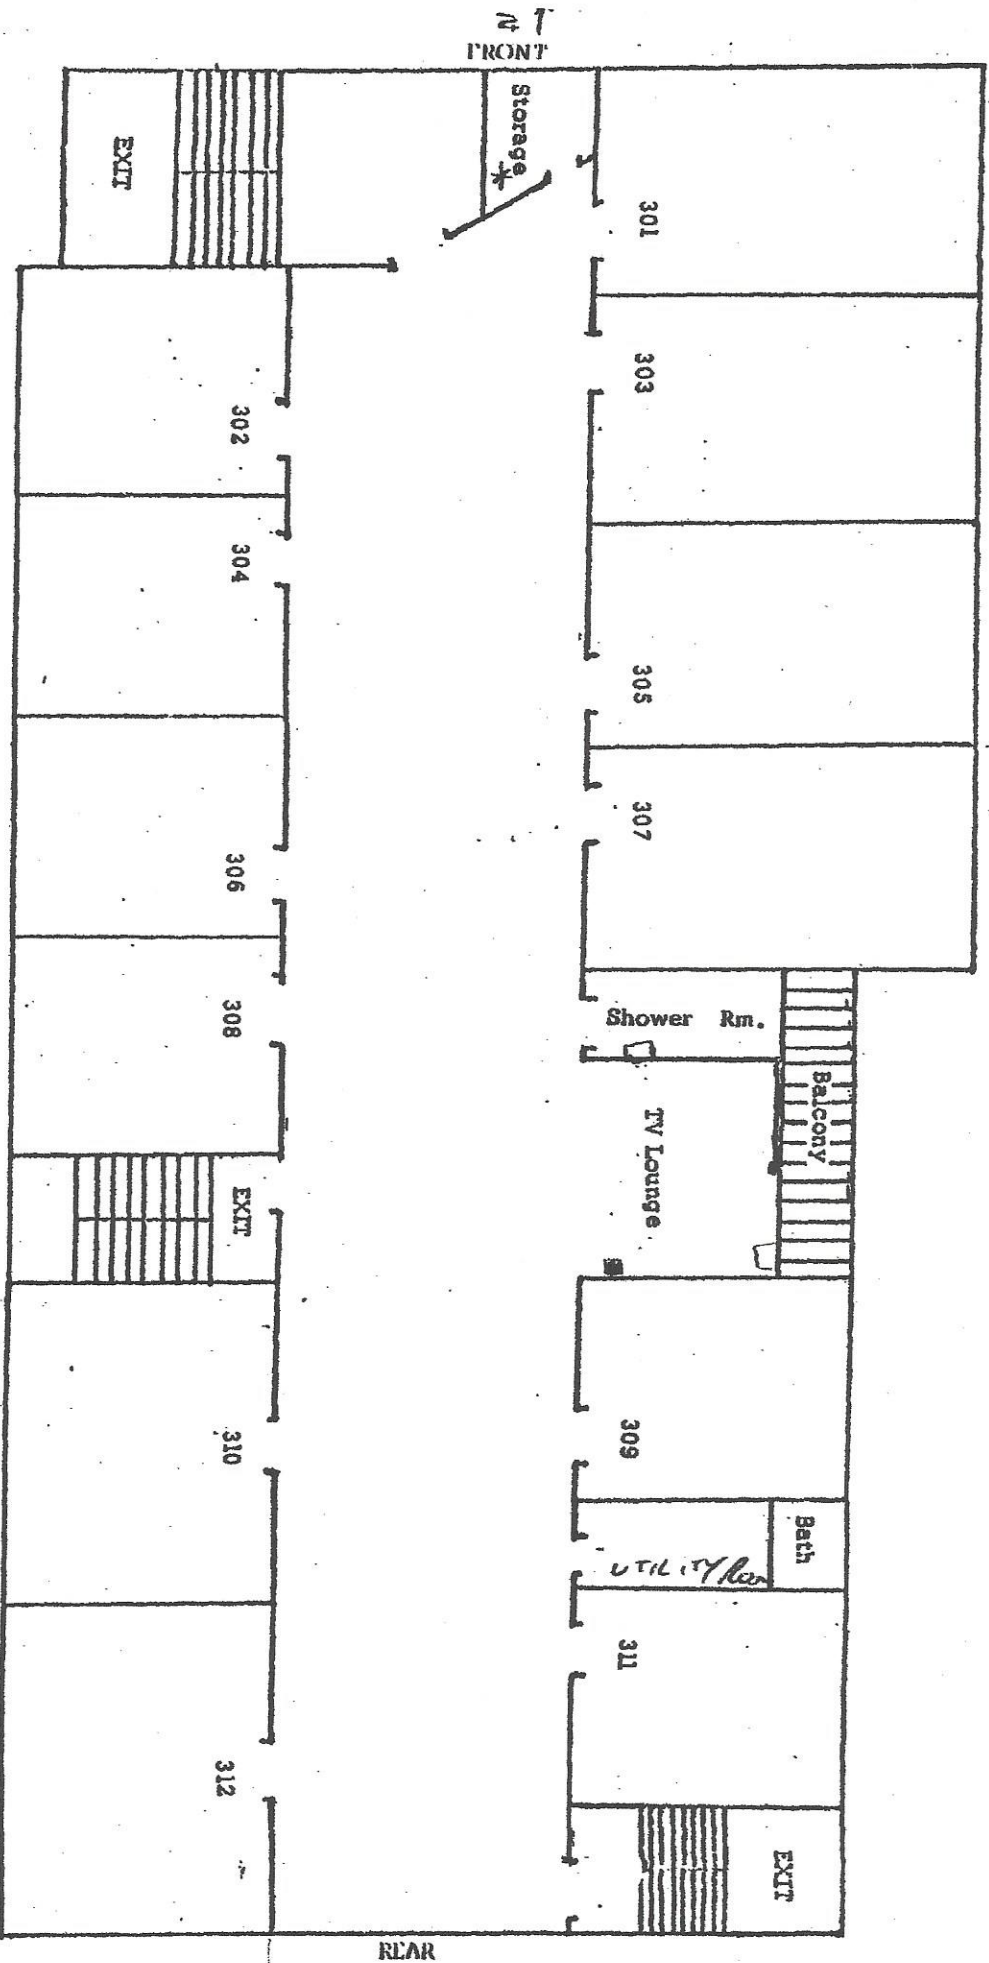 N
FRONT
Storage
*
EXIT
301
303
302
304
305
307
306
308
Shower Rm.
Balcony
TV Lounge
EXIT
309
310
Bath
UTILITY Room
311
312
EXIT
REAR